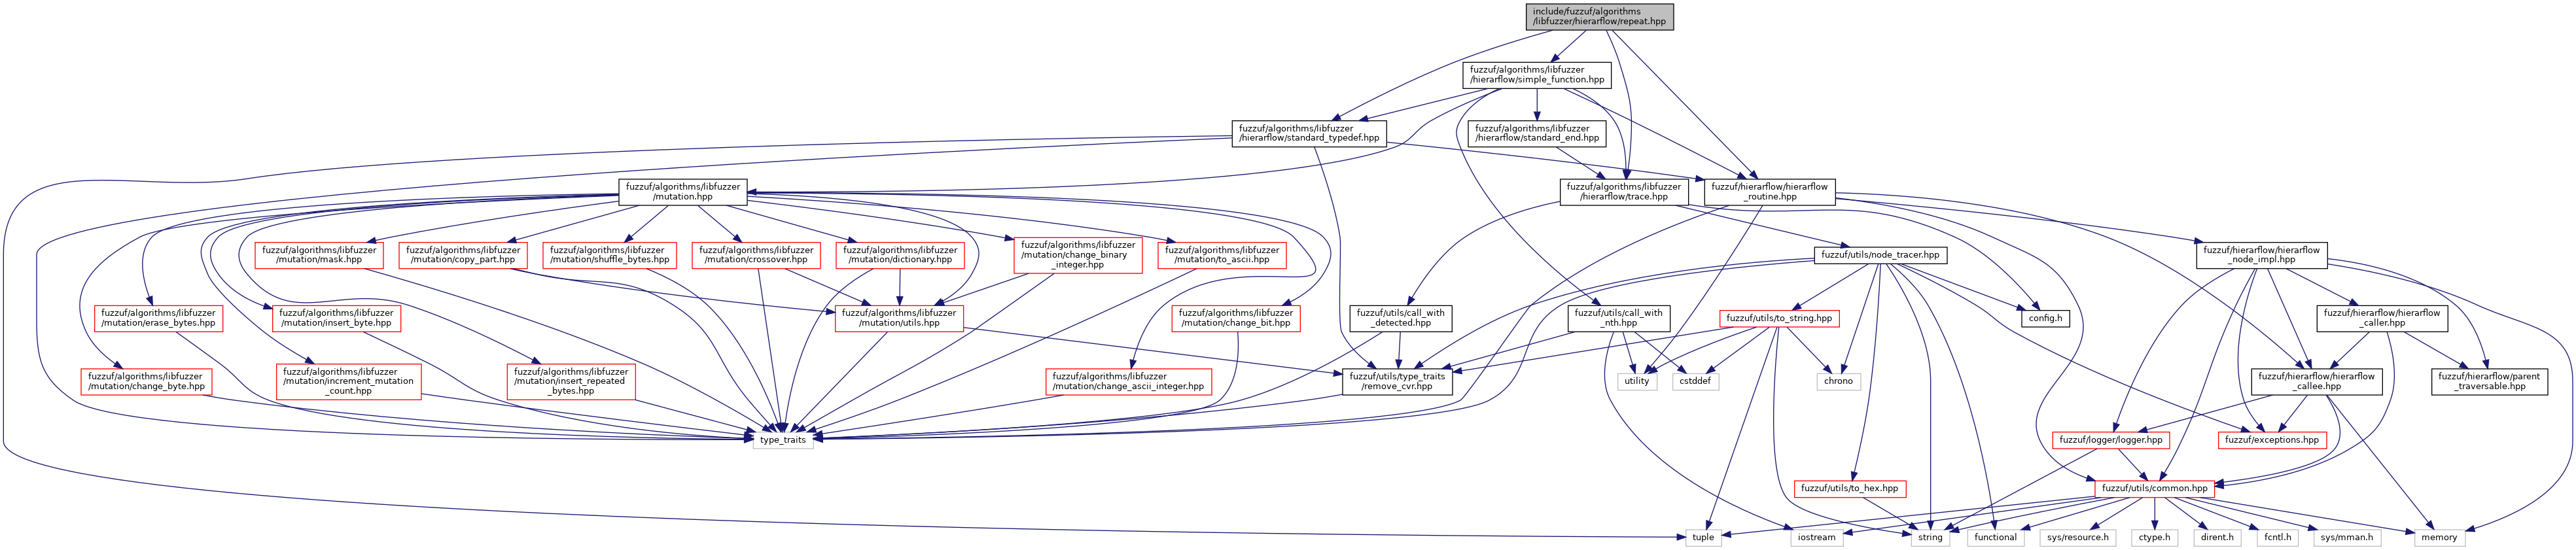 include/fuzzuf/algorithms
/libfuzzer/hierarflow/repeat.hpp
fuzzuf/algorithms/libfuzzer
/hierarflow/simple_function.hpp
fuzzuf/algorithms/libfuzzer
/hierarflow/standard_typedef.hpp
fuzzuf/algorithms/libfuzzer
/hierarflow/standard_end.hpp
fuzzuf/algorithms/libfuzzer
/mutation.hpp
fuzzuf/algorithms/libfuzzer
/hierarflow/trace.hpp
fuzzuf/hierarflow/hierarflow
_routine.hpp
fuzzuf/algorithms/libfuzzer
/mutation/mask.hpp
fuzzuf/algorithms/libfuzzer
/mutation/copy_part.hpp
fuzzuf/algorithms/libfuzzer
/mutation/shuffle_bytes.hpp
fuzzuf/algorithms/libfuzzer
/mutation/crossover.hpp
fuzzuf/algorithms/libfuzzer
/mutation/dictionary.hpp
fuzzuf/algorithms/libfuzzer
/mutation/change_binary
_integer.hpp
fuzzuf/algorithms/libfuzzer
/mutation/to_ascii.hpp
fuzzuf/utils/node_tracer.hpp
fuzzuf/hierarflow/hierarflow
_node_impl.hpp
fuzzuf/algorithms/libfuzzer
/mutation/erase_bytes.hpp
fuzzuf/algorithms/libfuzzer
/mutation/insert_byte.hpp
fuzzuf/algorithms/libfuzzer
/mutation/utils.hpp
fuzzuf/algorithms/libfuzzer
/mutation/change_bit.hpp
fuzzuf/utils/call_with
_detected.hpp
fuzzuf/utils/call_with
_nth.hpp
fuzzuf/utils/to_string.hpp
config.h
fuzzuf/hierarflow/hierarflow
_caller.hpp
fuzzuf/algorithms/libfuzzer
/mutation/change_byte.hpp
fuzzuf/algorithms/libfuzzer
/mutation/increment_mutation
_count.hpp
fuzzuf/algorithms/libfuzzer
/mutation/insert_repeated
_bytes.hpp
fuzzuf/algorithms/libfuzzer
/mutation/change_ascii_integer.hpp
fuzzuf/utils/type_traits
/remove_cvr.hpp
utility
cstddef
chrono
fuzzuf/hierarflow/hierarflow
_callee.hpp
fuzzuf/hierarflow/parent
_traversable.hpp
type_traits
fuzzuf/logger/logger.hpp
fuzzuf/exceptions.hpp
fuzzuf/utils/to_hex.hpp
fuzzuf/utils/common.hpp
tuple
iostream
string
functional
sys/resource.h
ctype.h
dirent.h
fcntl.h
sys/mman.h
memory